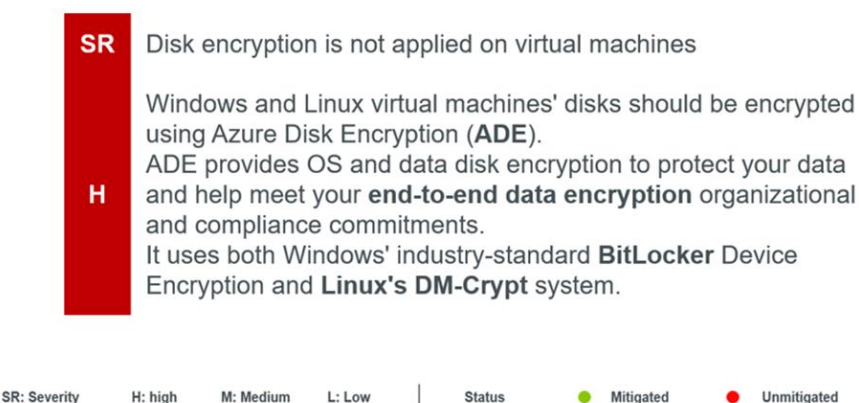 SR Disk encryption is not applied on virtual machines
Windows and Linux virtual machines' disks should be encrypted
using Azure Disk Encryption (ADE).
ADE provides OS and data disk encryption to protect your data
H and help meet your end-to-end data encryption organizational
and compliance commitments.
It uses both Windows' industry-standard BitLocker Device
Encryption and Linux's DM-Crypt system.
SR: Severity H: high M: Medium L: Low Status Mitigated Unmitigated